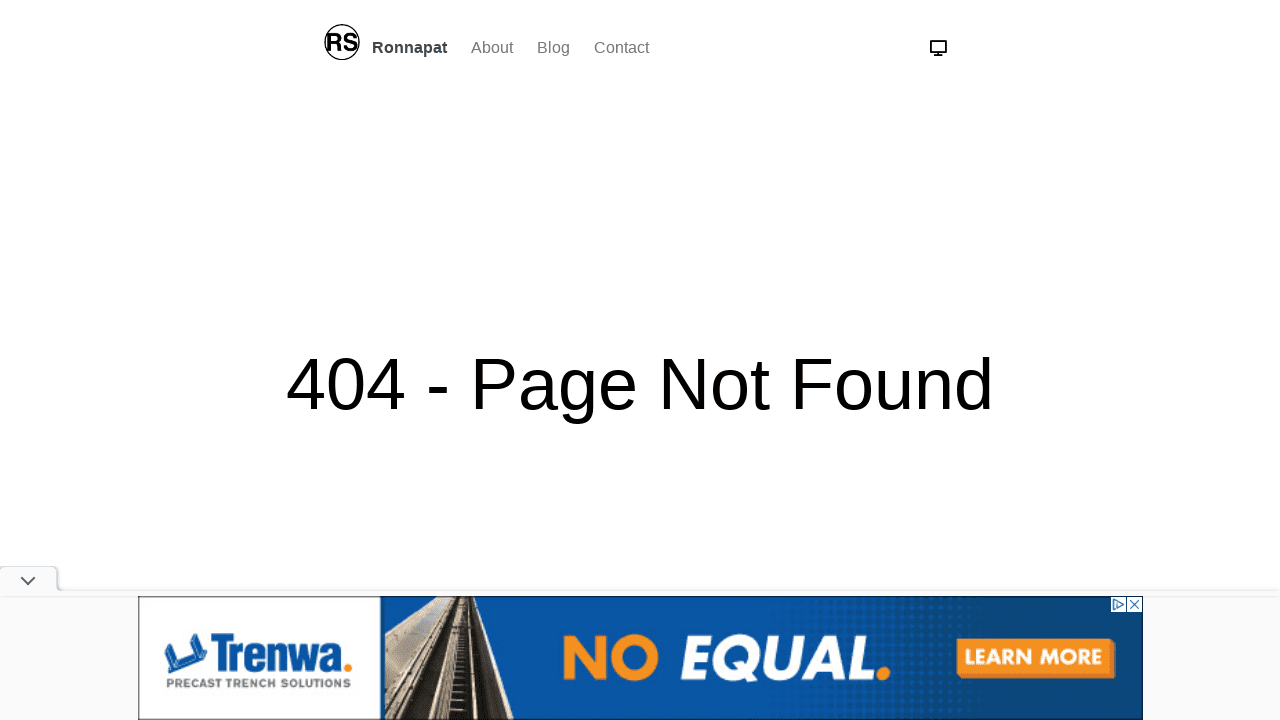 RS Ronnapat About Blog Contact
404 - Page Not Found
Trenwa.
PRECAST TRENCH SOLUTIONS
NO EQUAL.
LEARN MORE